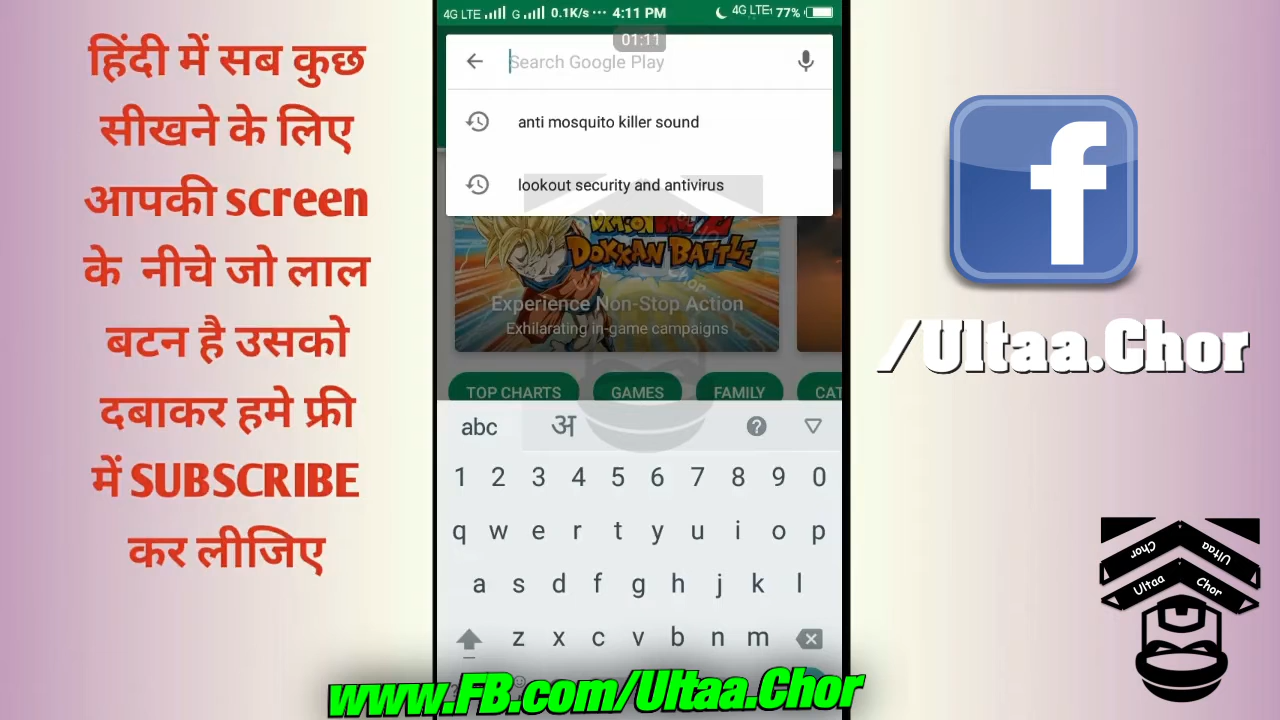 हिंदी में सब कुछ
सीखने के लिए
आपकी screen
के नीचे जो लाल
बटन है उसको
दबाकर हमे फ्री
में SUBSCRIBE
कर लीजिए
4G LTE G 0.1K/s ··· 4:11 PM 4G LTE 77%
01:11
Search Google Play
anti mosquito killer sound
lookout security and antivirus
DOKKAN BATTLE
Experience Non-Stop Action
Exhilarating in-game campaigns
TOP CHARTS GAMES FAMILY CAT
abc अ ?
1 2 3 4 5 6 7 8 9 0
q w e r t y u i o p
a s d f g h j k l
z x c v b n m
www.FB.com/Ultaa.Chor
f
/Ultaa.Chor
Chor Ultaa
Ultaa Chor